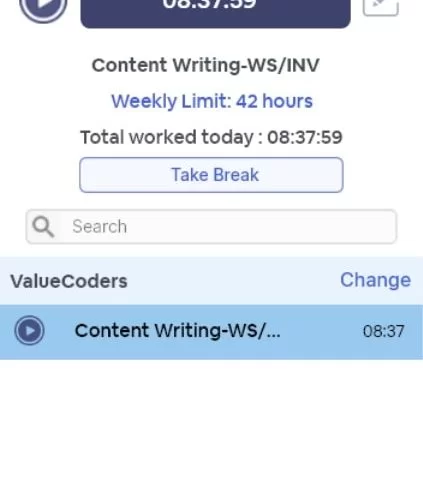 08:37:59
Content Writing-WS/INV
Weekly Limit: 42 hours
Total worked today : 08:37:59
Take Break
Search
ValueCoders
Change
Content Writing-WS/...
08:37